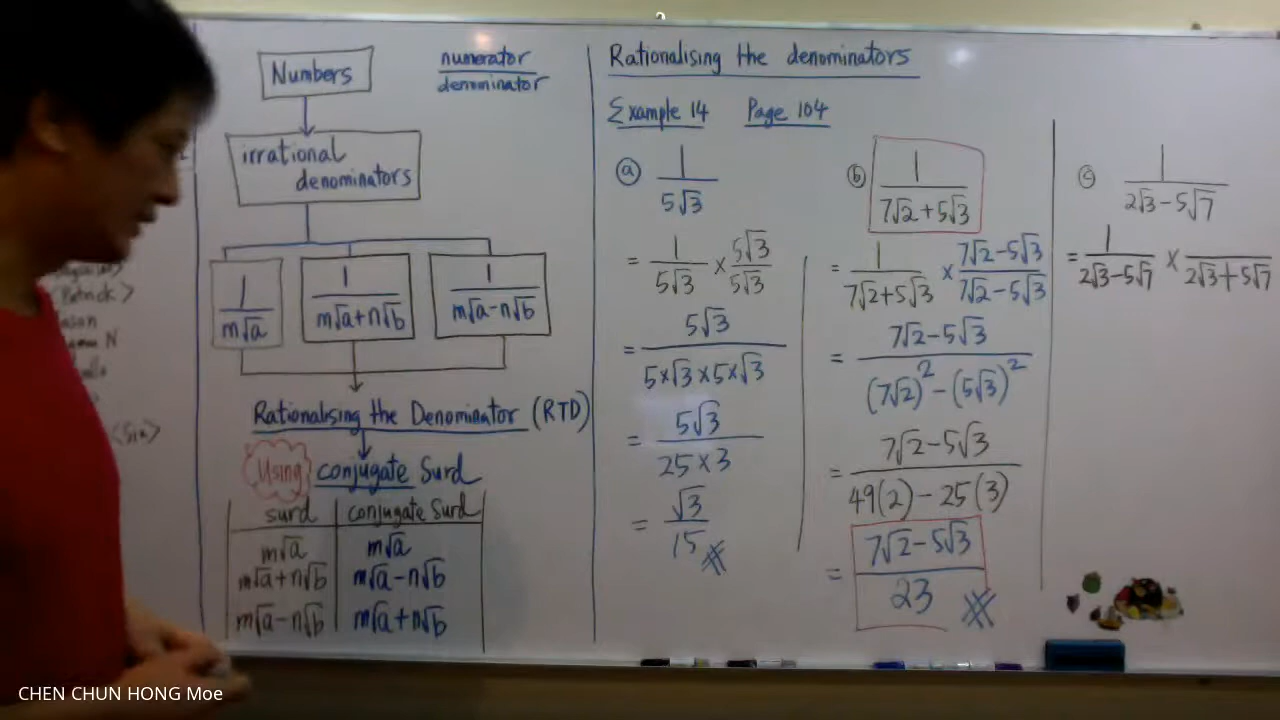 Numbers
numerator
denominator
irrational
denominators
1/(m√a)
1/(m√a+n√b)
1/(m√a-n√b)
Rationalising the Denominator (RTD)
Using conjugate Surd
surd conjugate Surd
m√a m√a
m√a+n√b m√a-n√b
m√a-n√b m√a+n√b
Rationalising the denominators
Example 14 Page 104
ⓐ 1/(5√3)
= 1/(5√3) × (5√3)/(5√3)
= (5√3)/(5×√3×5×√3)
= (5√3)/(25×3)
= √3/15
ⓑ 1/(7√2+5√3)
= 1/(7√2+5√3) × (7√2-5√3)/(7√2-5√3)
= (7√2-5√3)/((7√2)²-(5√3)²)
= (7√2-5√3)/(49(2)-25(3))
= (7√2-5√3)/23
ⓒ 1/(2√3-5√7)
= 1/(2√3-5√7) × /(2√3+5√7)
(Patrick >
<Sin>
CHEN CHUN HONG Moe